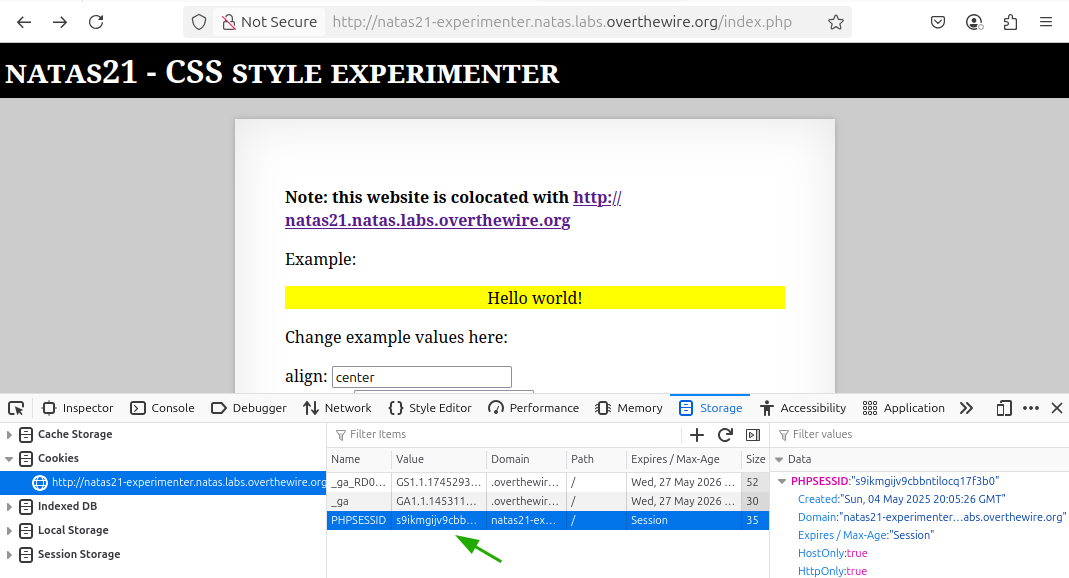 Not Secure http://natas21-experimenter.natas.labs.overthewire.org/index.php
NATAS21 - CSS STYLE EXPERIMENTER
Note: this website is colocated with http://
natas21.natas.labs.overthewire.org
Example:
Hello world!
Change example values here:
align: center
Inspector Console Debugger Network Style Editor Performance Memory Storage Accessibility Application
Cache Storage
Cookies
http://natas21-experimenter.natas.labs.overthewire.org
Indexed DB
Local Storage
Session Storage
Filter Items
Name Value Domain Path Expires / Max-Age Size
_ga_RD0... GS1.1.1745293... .overthewir... / Wed, 27 May 2026 ... 52
_ga GA1.1.145311... .overthewir... / Wed, 27 May 2026 ... 30
PHPSESSID s9ikmgijv9cbb... natas21-ex... / Session 35
Filter values
Data
PHPSESSID:"s9ikmgijv9cbbntilocq17f3b0"
Created:"Sun, 04 May 2025 20:05:26 GMT"
Domain:"natas21-experimenter...abs.overthewire.org"
Expires / Max-Age:"Session"
HostOnly:true
HttpOnly:true